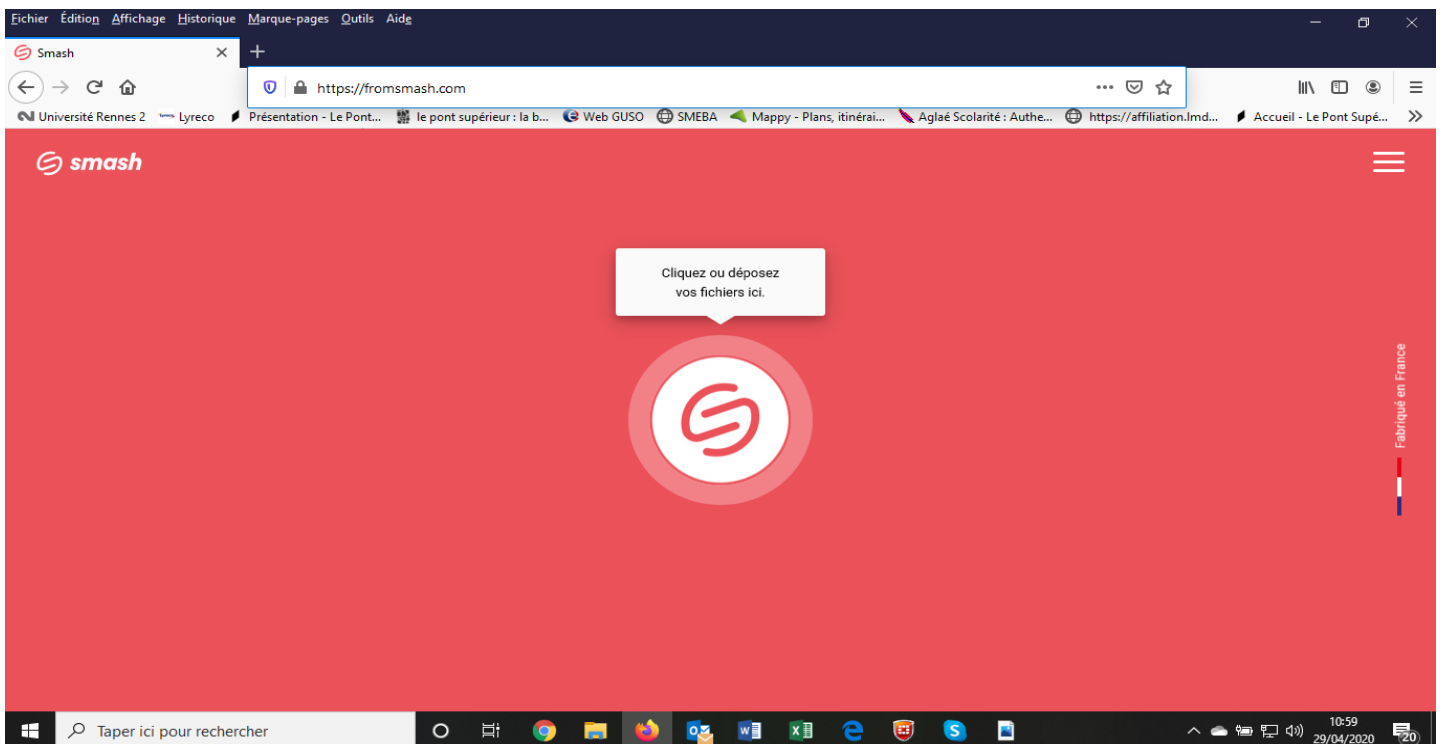 Fichier Édition Affichage Historique Marque-pages Outils Aide
Smash
https://fromsmash.com
Université Rennes 2 Lyreco Présentation - Le Pont... le pont supérieur : la b... Web GUSO SMEBA Mappy - Plans, itinérai... Aglaé Scolarité : Authe... https://affiliation.lmd... Accueil - Le Pont Supé...
smash
Cliquez ou déposez
vos fichiers ici.
Fabriqué en France
Taper ici pour rechercher
10:59
29/04/2020
20